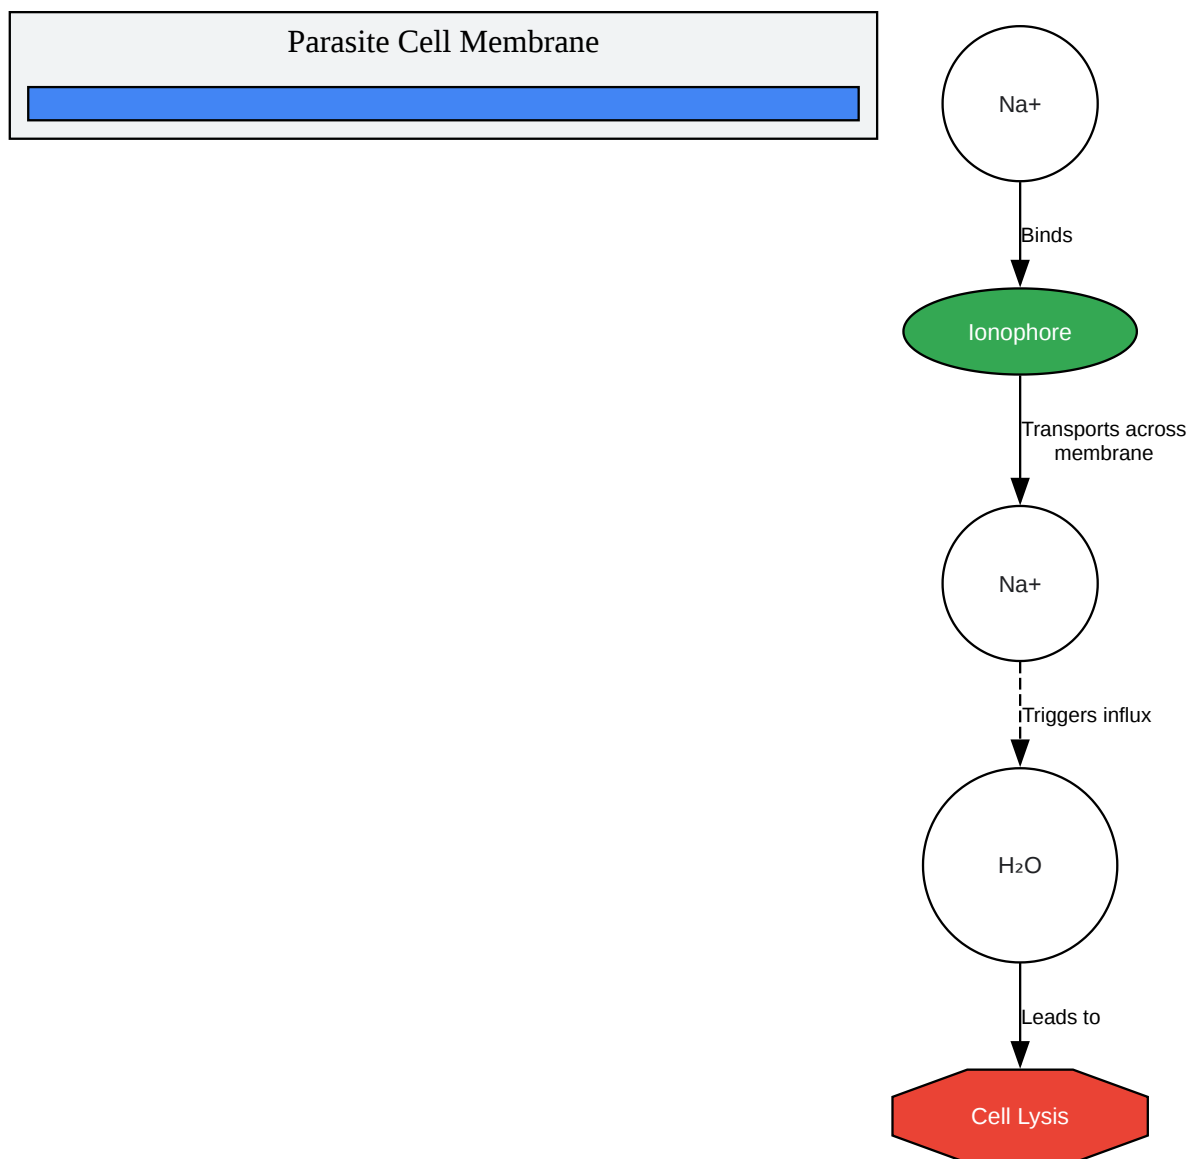 Parasite Cell Membrane
Na+
Binds
Ionophore
Transports across
membrane
Na+
Triggers influx
H₂O
Leads to
Cell Lysis